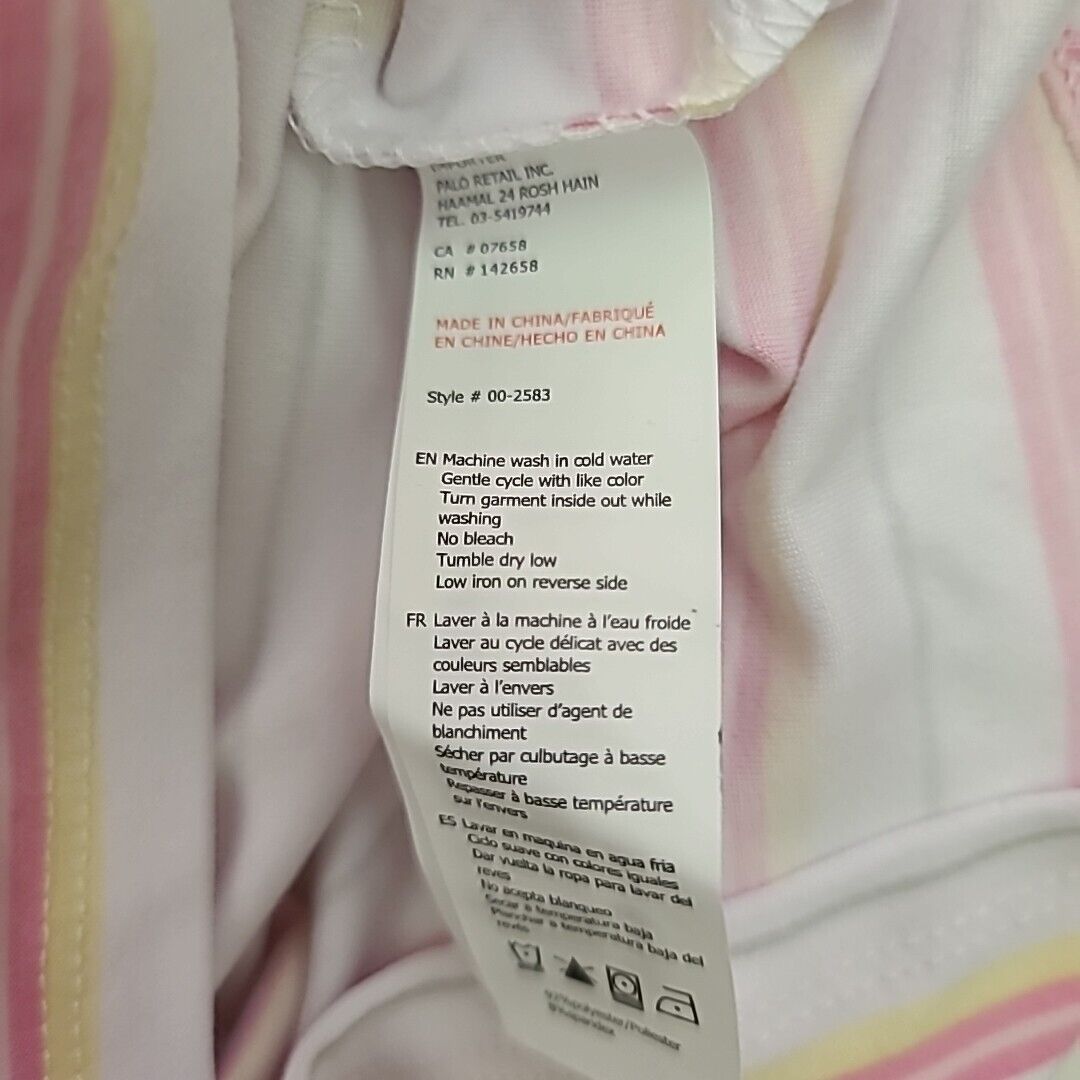 IMPORTER
PALO RETAIL INC.
HAAMAL 24 ROSH HAIN
TEL. 03-5419744
CA # 07658
RN # 142658
MADE IN CHINA/FABRIQUÉ
EN CHINE/HECHO EN CHINA
Style # 00-2583
EN Machine wash in cold water
Gentle cycle with like color
Turn garment inside out while
washing
No bleach
Tumble dry low
Low iron on reverse side
FR Laver à la machine à l'eau froide
Laver au cycle délicat avec des
couleurs semblables
Laver à l'envers
Ne pas utiliser d'agent de
blanchiment
Sécher par culbutage à basse
température
Repasser à basse température
sur l'envers
ES Lavar en maquina en agua fria
Ciclo suave con colores iguales
Dar vuelta la ropa para lavar del
reves
No acepta blanqueo
Secar a temperatura baja
Planchar a temperatura baja del
revés
92%polyester/Poliester